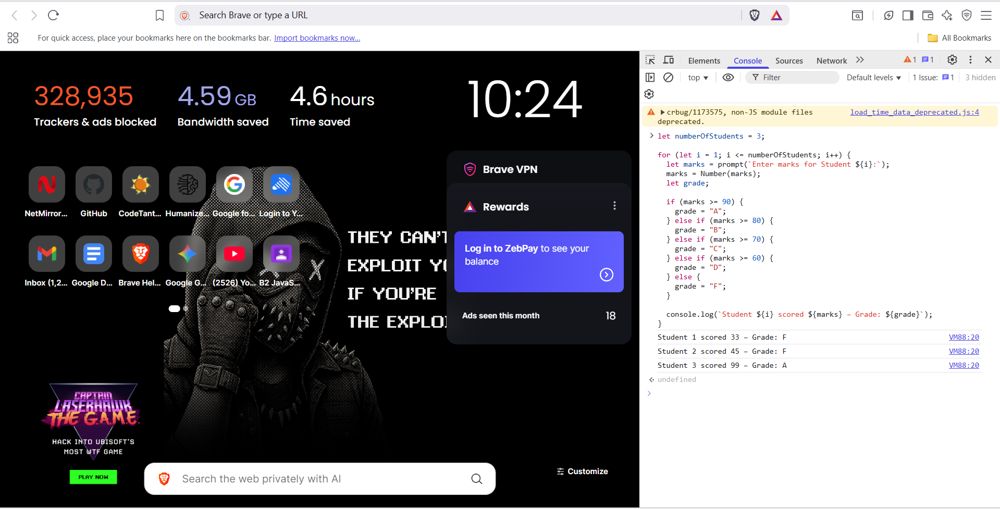 Search Brave or type a URL
For quick access, place your bookmarks here on the bookmarks bar. Import bookmarks now...
All Bookmarks
328,935
Trackers & ads blocked
4.59 GB
Bandwidth saved
4.6 hours
Time saved
10:24
NetMirror...
GitHub
CodeTant...
Humanize...
Google fo...
Login to Y...
Inbox (1,2...
Google D...
Brave Hel...
Google G...
(2526) Yo...
B2 JavaS...
THEY CAN'T
EXPLOIT YO
IF YOU'RE
THE EXPLOI
Brave VPN
Rewards
Log in to ZebPay to see your
balance
Ads seen this month 18
CAPTAIN
LASERHAWK
THE G.A.M.E.
HACK INTO UBISOFT'S
MOST WTF GAME
PLAY NOW
Search the web privately with AI
Customize
Elements Console Sources Network 1 1
top Filter Default levels 1 Issue: 1 3 hidden
crbug/1173575, non-JS module files load_time_data_deprecated.js:4
deprecated.
let numberOfStudents = 3;
for (let i = 1; i <= numberOfStudents; i++) {
let marks = prompt(`Enter marks for Student ${i}:`);
marks = Number(marks);
let grade;
if (marks >= 90) {
grade = "A";
} else if (marks >= 80) {
grade = "B";
} else if (marks >= 70) {
grade = "C";
} else if (marks >= 60) {
grade = "D";
} else {
grade = "F";
}
console.log(`Student ${i} scored ${marks} – Grade: ${grade}`);
}
Student 1 scored 33 – Grade: F VM88:20
Student 2 scored 45 – Grade: F VM88:20
Student 3 scored 99 – Grade: A VM88:20
undefined